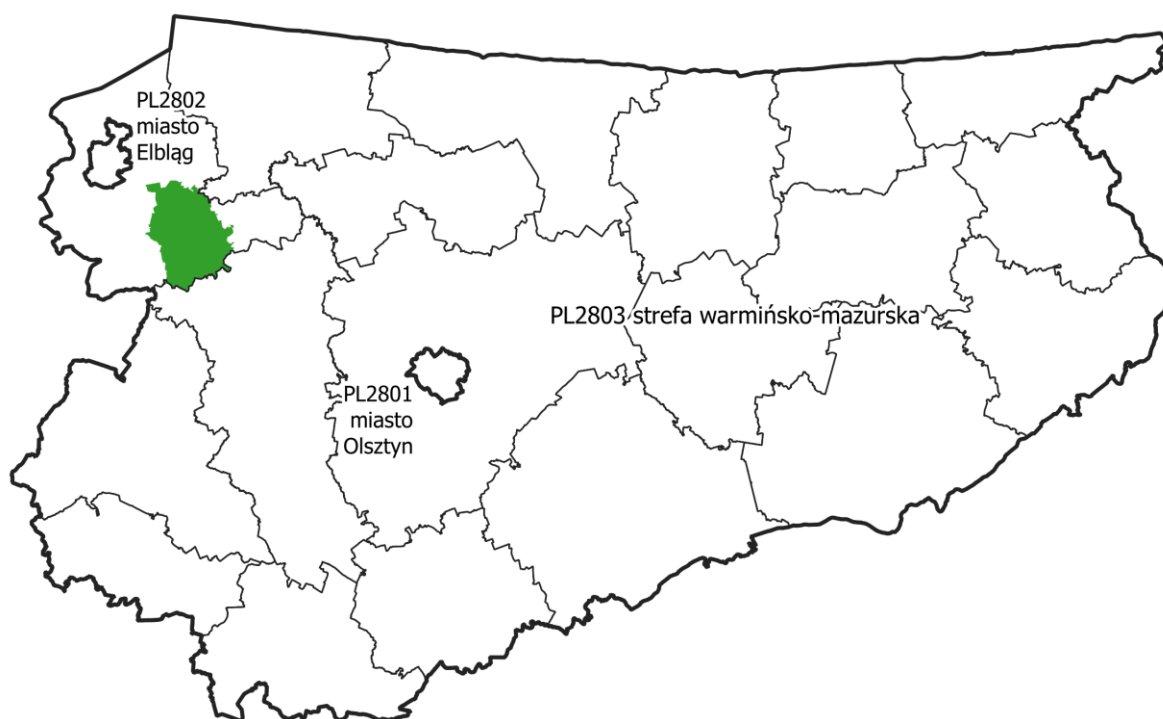 PL2802
miasto
Elbląg
PL2803 strefa warmińsko-mazurska
PL2801
miasto
Olsztyn